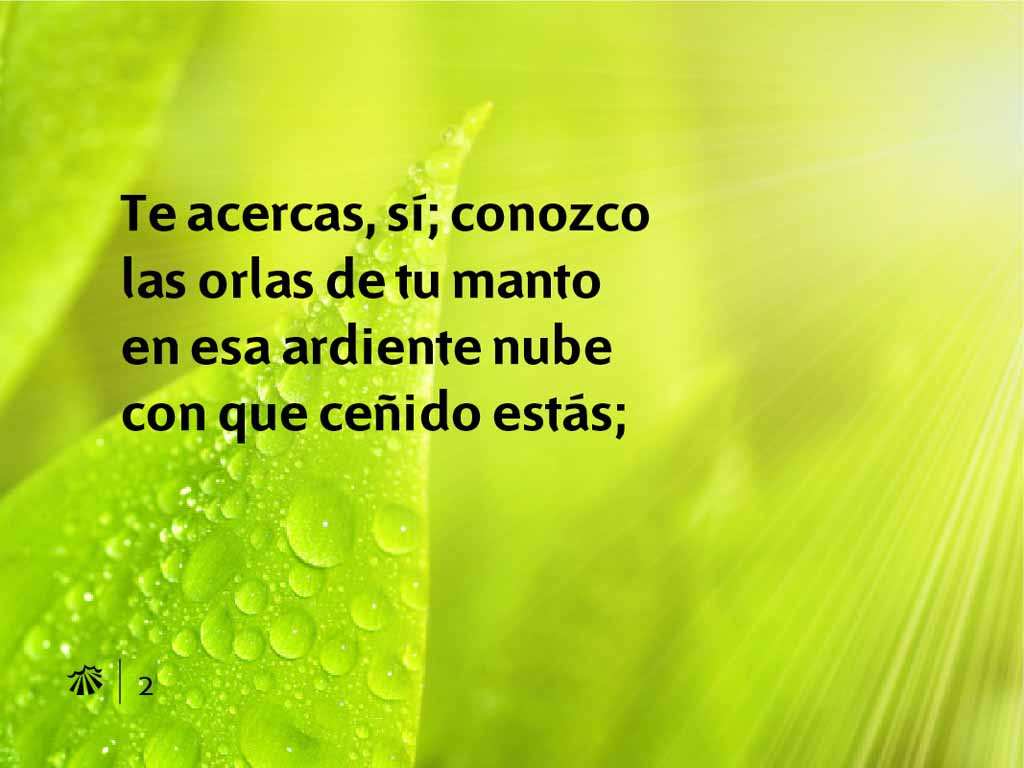 Te acercas, sí; conozco
las orlas de tu manto
en esa ardiente nube
con que ceñido estás;
2